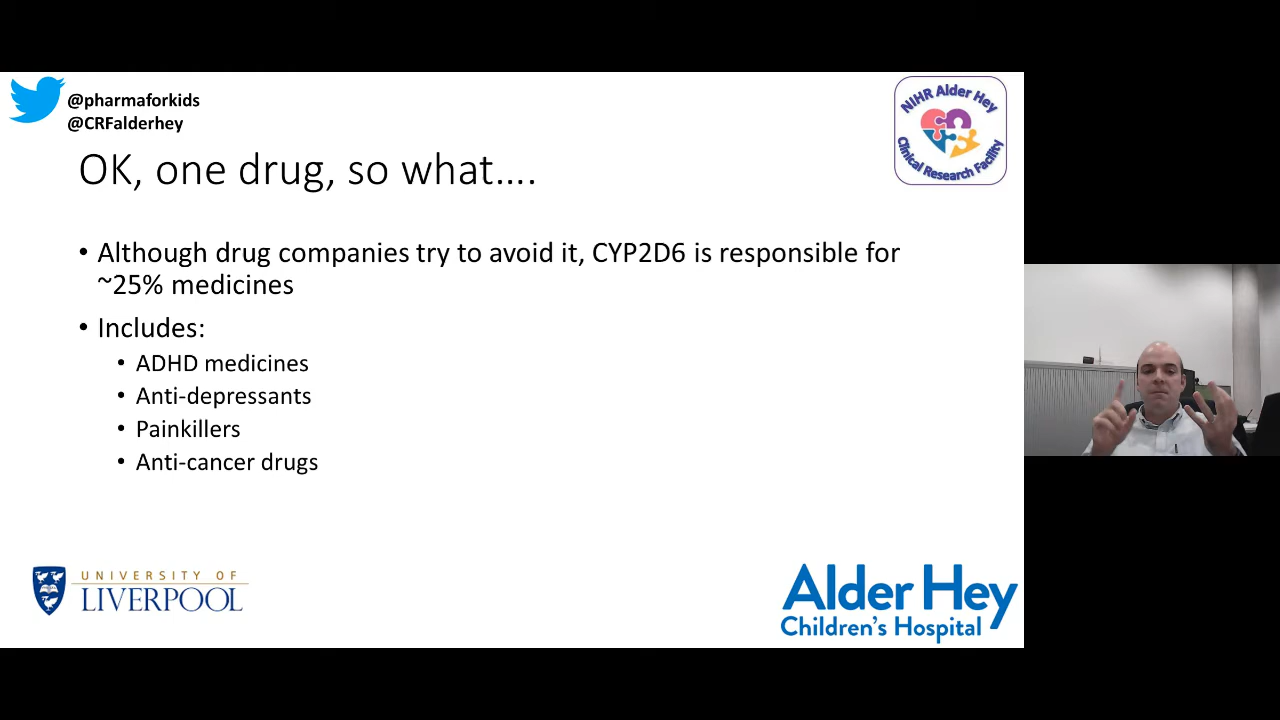 @pharmaforkids
@CRFalderhey
NIHR Alder Hey
Clinical Research Facility
OK, one drug, so what....
• Although drug companies try to avoid it, CYP2D6 is responsible for
~25% medicines
• Includes:
• ADHD medicines
• Anti-depressants
• Painkillers
• Anti-cancer drugs
UNIVERSITY OF
LIVERPOOL
Alder Hey
Children's Hospital